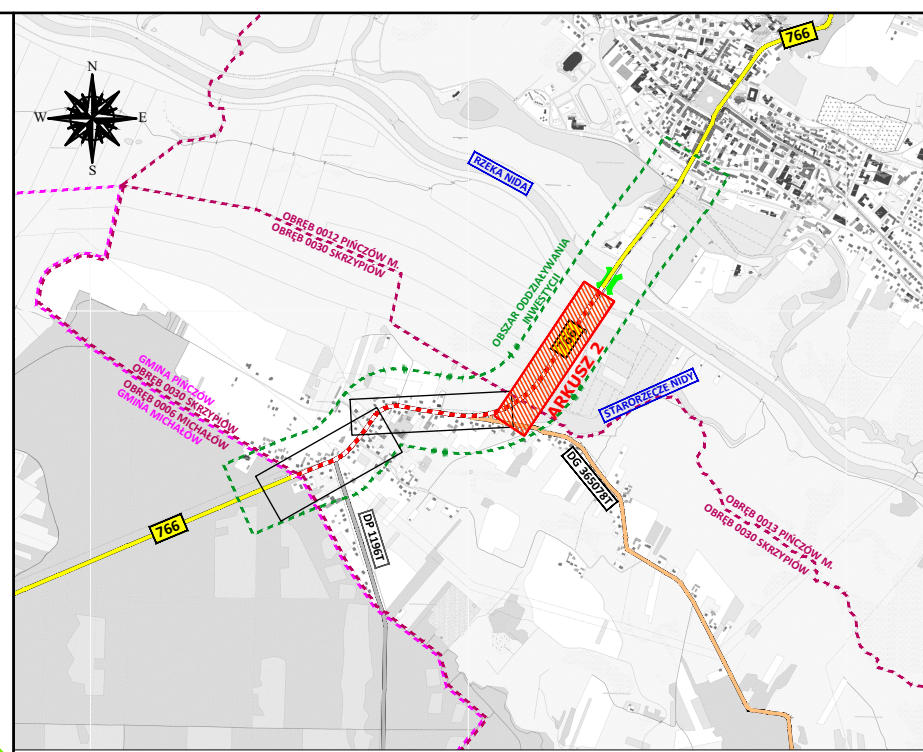 766
N
W E
S
RZEKA NIDA
OBRĘB 0012 PIŃCZÓW M.
OBRĘB 0030 SKRZYPIÓW
OBSZAR ODDZIAŁYWANIA
INWESTYCJI
766
ARKUSZ 2
STARORZECZE NIDY
GMINA PIŃCZÓW
OBRĘB 0030 SKRZYPIÓW
OBRĘB 0006 MICHAŁÓW
GMINA MICHAŁÓW
DG 365078T
766
DP 1196T
OBRĘB 0013 PIŃCZÓW M.
OBRĘB 0030 SKRZYPIÓW